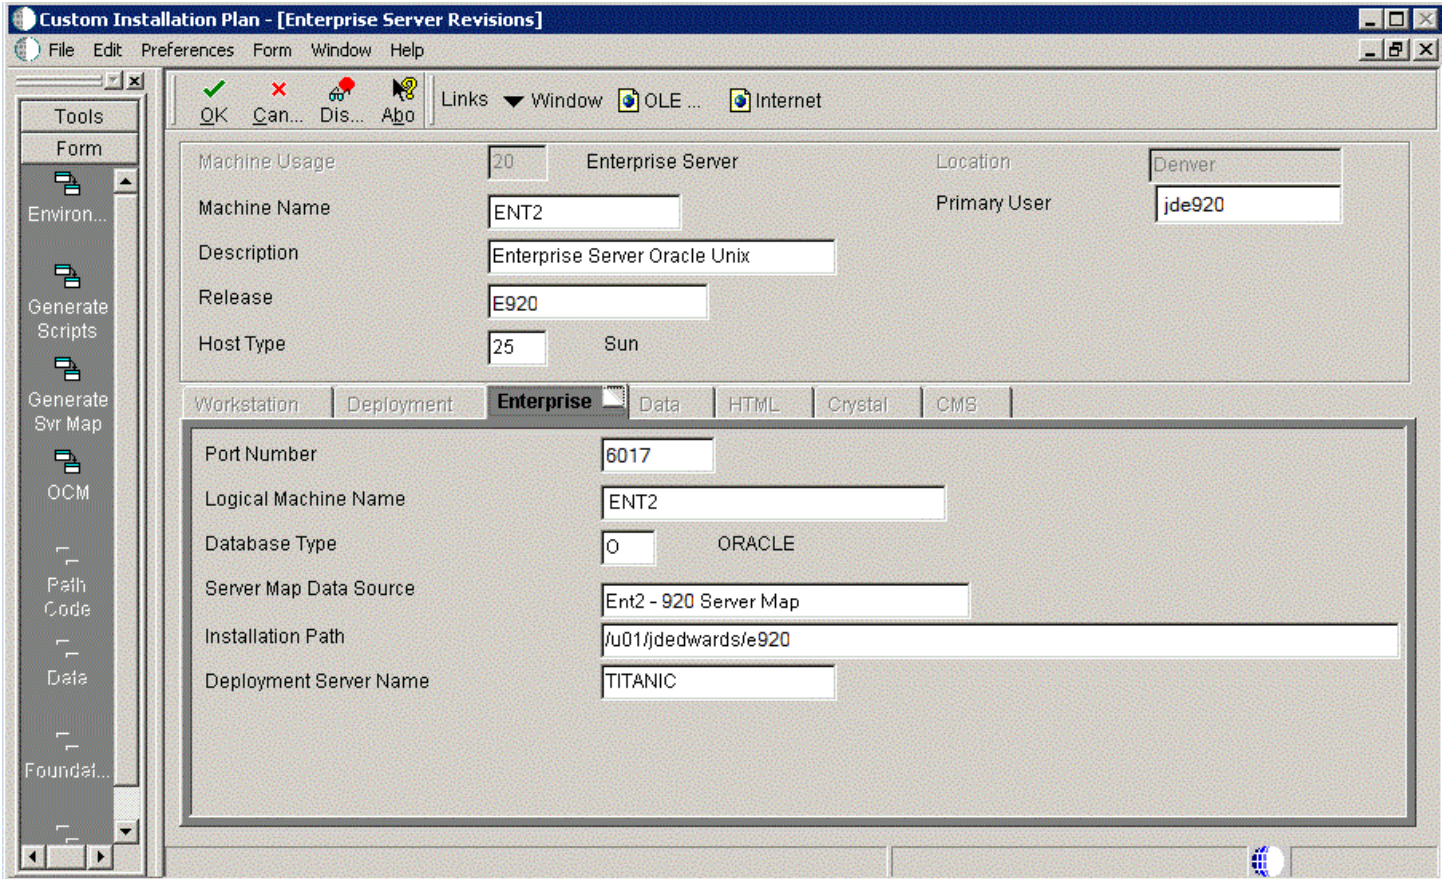 Custom Installation Plan - [Enterprise Server Revisions]
File Edit Preferences Form Window Help
Tools
Form
Environ...
Generate Scripts
Generate Svr Map
OCM
Path Code
Data
Foundat...
OK Can... Dis... Abo Links Window OLE ... Internet
Machine Usage 20 Enterprise Server Location Denver
Machine Name ENT2 Primary User jde920
Description Enterprise Server Oracle Unix
Release E920
Host Type 25 Sun
Workstation Deployment Enterprise Data HTML Crystal CMS
Port Number 6017
Logical Machine Name ENT2
Database Type O ORACLE
Server Map Data Source Ent2 - 920 Server Map
Installation Path /u01/jdedwards/e920
Deployment Server Name TITANIC